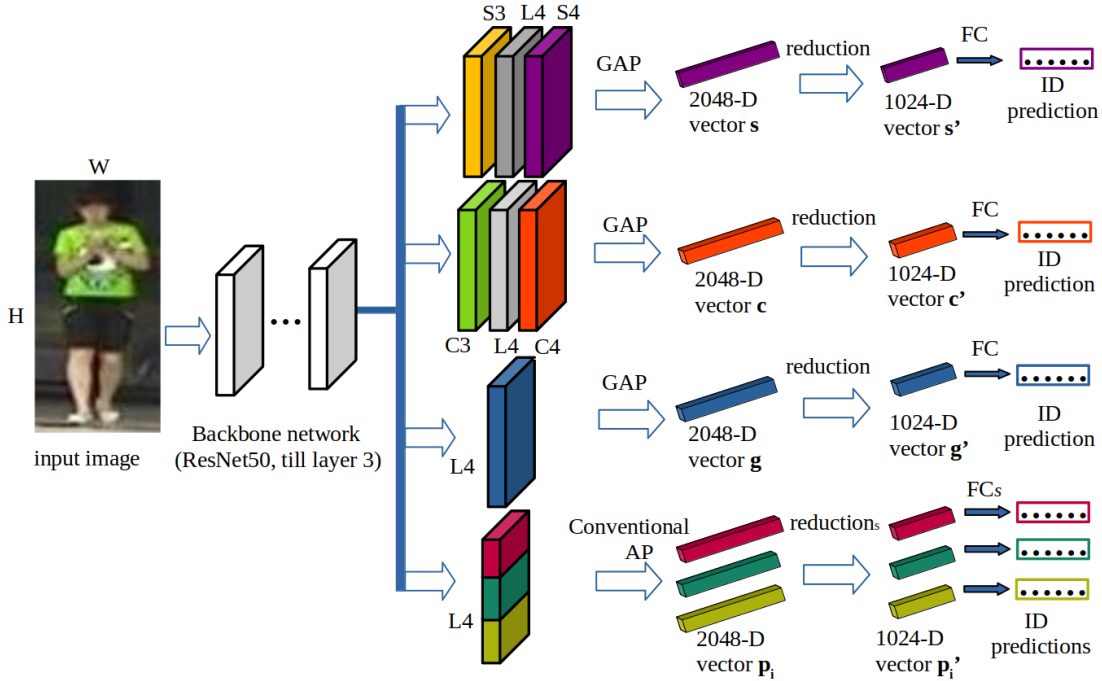 S3 L4 S4
GAP
2048-D
vector s
reduction
1024-D
vector s’
FC
ID
prediction
W
H
input image
Backbone network
(ResNet50, till layer 3)
C3 L4 C4
GAP
2048-D
vector c
reduction
1024-D
vector c’
FC
ID
prediction
L4
GAP
2048-D
vector g
reduction
1024-D
vector g’
FC
ID
prediction
L4
Conventional
AP
2048-D
vector pi
reductions
1024-D
vector pi’
FCs
ID
predictions